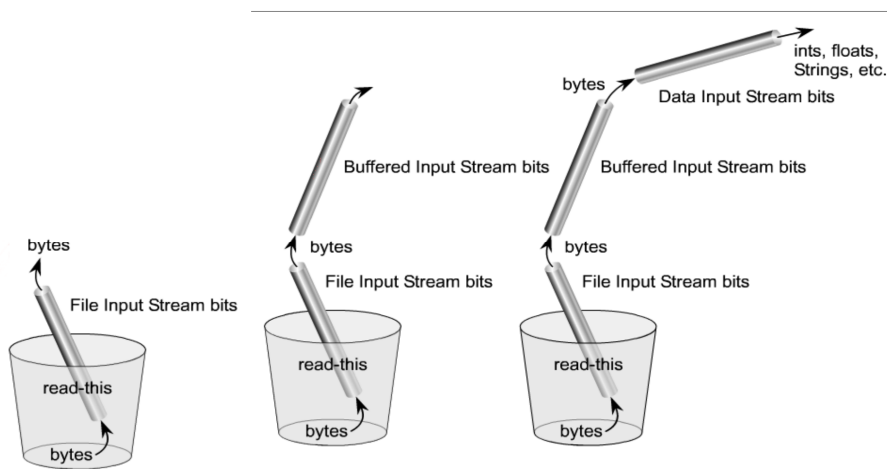 bytes
File Input Stream bits
read-this
bytes
Buffered Input Stream bits
bytes
File Input Stream bits
read-this
bytes
ints, floats,
Strings, etc.
bytes
Data Input Stream bits
Buffered Input Stream bits
bytes
File Input Stream bits
read-this
bytes